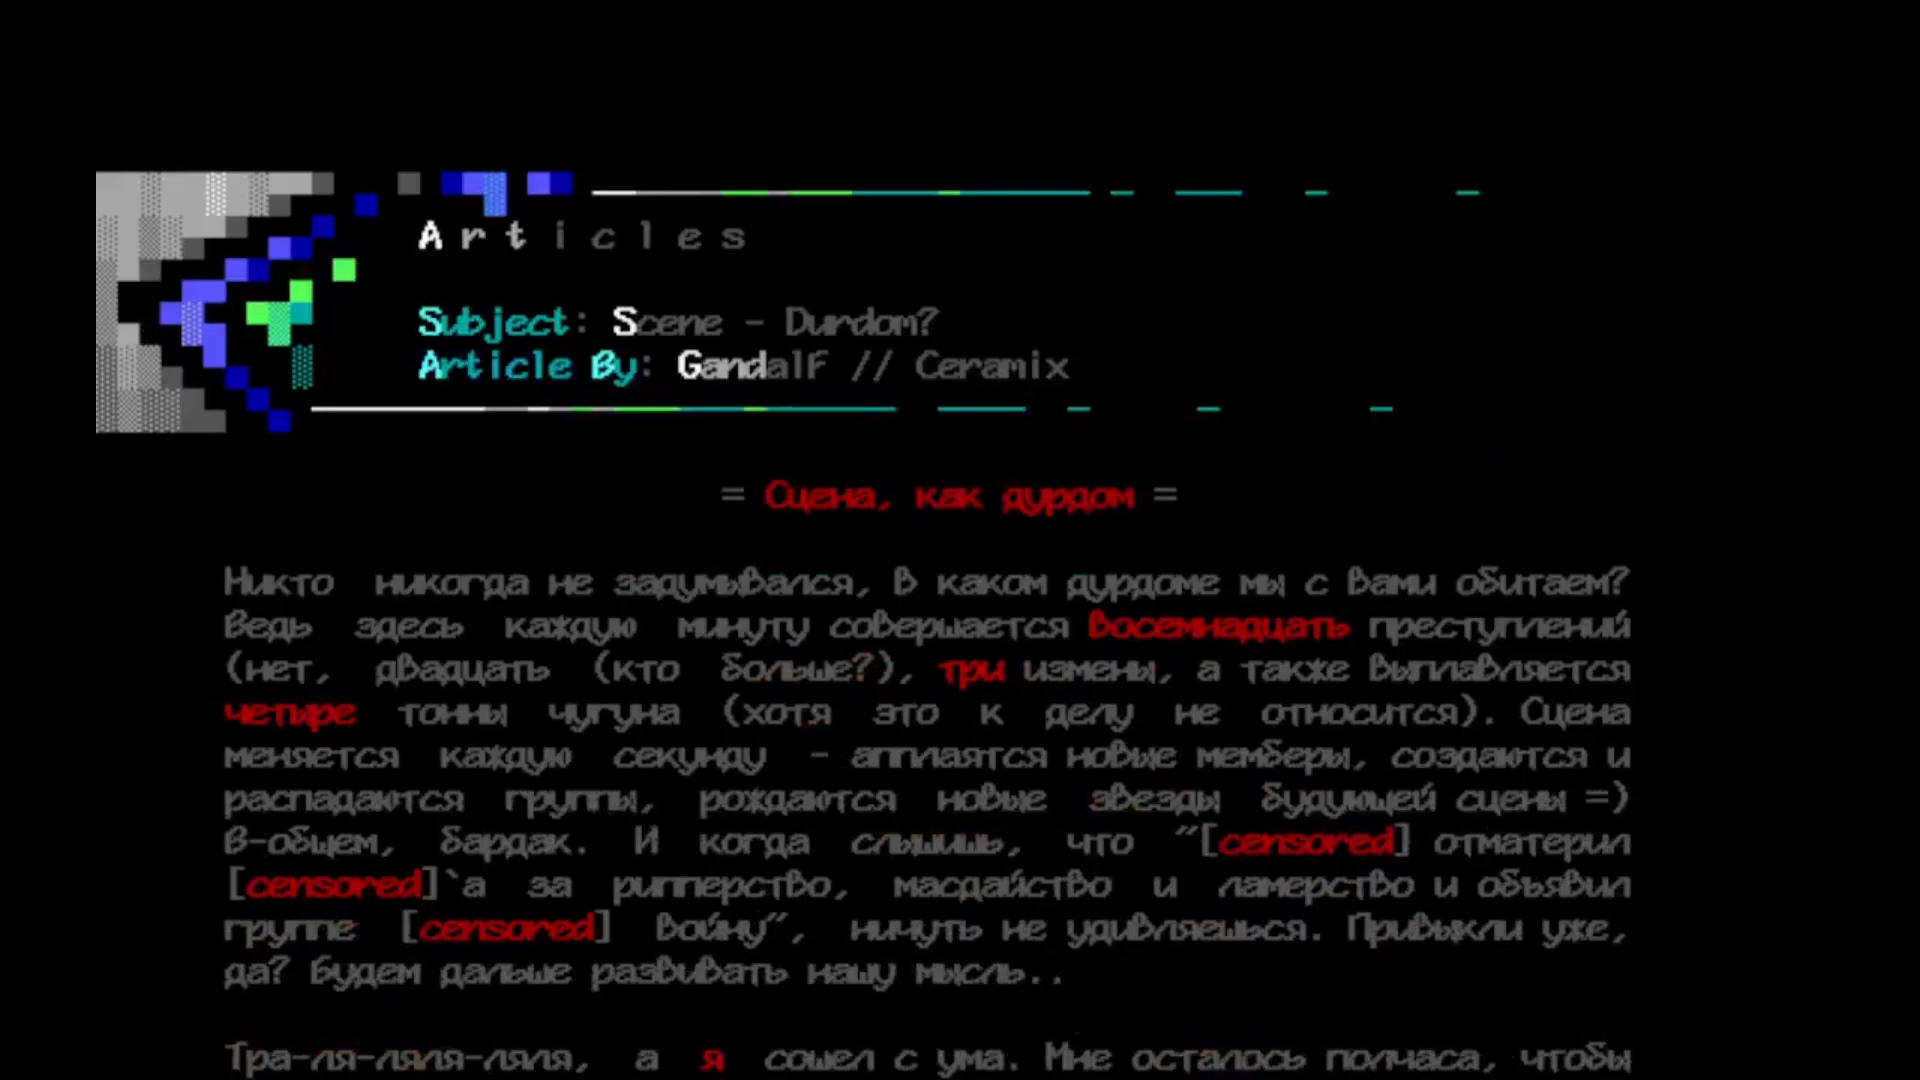 Articles
Subject: Scene - Durdom?
Article By: Gandalf // Ceramix
= Сцена, как дурдом =
Никто никогда не задумывался, в каком дурдоме мы с вами обитаем?
Ведь здесь каждую минуту совершается восемнадцать преступлений
(нет, двадцать (кто больше?), три измены, а также выплавляется
четыре тонны чугуна (хотя это к делу не относится). Сцена
меняется каждую секунду - апплаятся новые мемберы, создаются и
распадаются группы, рождаются новые звезды будующей сцены =)
В-общем, бардак. И когда слышишь, что "[censored] отматерил
[censored]`а за рипперство, масдайство и ламерство и объявил
группе [censored] войну", ничуть не удивляешься. Привыкли уже,
да? Будем дальше развивать нашу мысль..
Тра-ля-ляля-ляля, а я сошел с ума. Мне осталось полчаса, чтобы